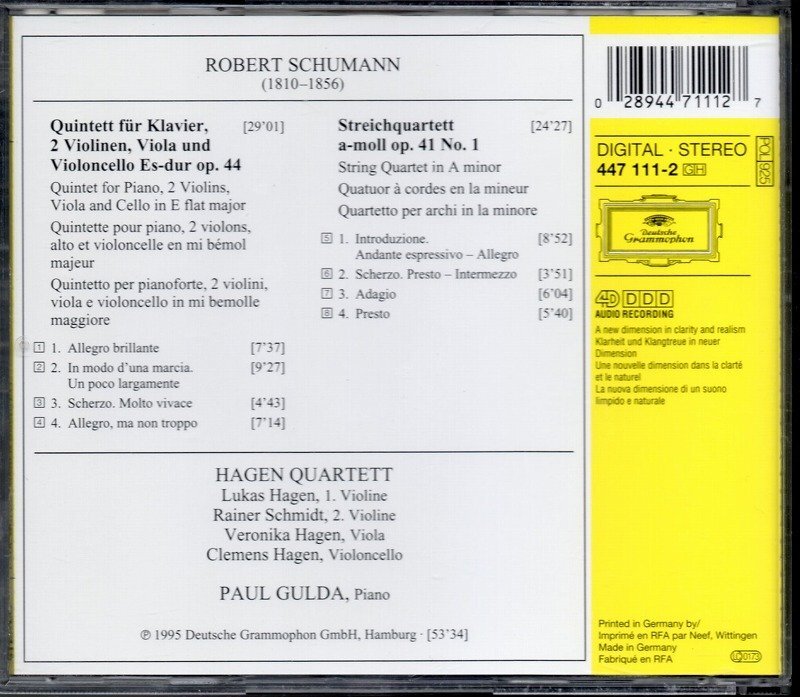 ROBERT SCHUMANN
(1810–1856)
Quintett für Klavier, [29'01]
2 Violinen, Viola und
Violoncello Es-dur op. 44
Quintet for Piano, 2 Violins,
Viola and Cello in E flat major
Quintette pour piano, 2 violons,
alto et violoncelle en mi bémol
majeur
Quintetto per pianoforte, 2 violini,
viola e violoncello in mi bemolle
maggiore
1 1. Allegro brillante [7'37]
2 2. In modo d'una marcia. [9'27]
Un poco largamente
3 3. Scherzo. Molto vivace [4'43]
4 4. Allegro, ma non troppo [7'14]
Streichquartett [24'27]
a-moll op. 41 No. 1
String Quartet in A minor
Quatuor à cordes en la mineur
Quartetto per archi in la minore
5 1. Introduzione. [8'52]
Andante espressivo – Allegro
6 2. Scherzo. Presto – Intermezzo [3'51]
7 3. Adagio [6'04]
8 4. Presto [5'40]
HAGEN QUARTETT
Lukas Hagen, 1. Violine
Rainer Schmidt, 2. Violine
Veronika Hagen, Viola
Clemens Hagen, Violoncello
PAUL GULDA, Piano
℗ 1995 Deutsche Grammophon GmbH, Hamburg · [53'34]
0 28944 71112 7
DIGITAL · STEREO
447 111-2 GH
POL 925
Deutsche
Grammophon
4D DDD
AUDIO RECORDING
A new dimension in clarity and realism
Klarheit und Klangtreue in neuer
Dimension
Une nouvelle dimension dans la clarté
et le naturel
La nuova dimensione di un suono
limpido e naturale
Printed in Germany by/
Imprimé en RFA par Neef, Wittingen
Made in Germany
Fabriqué en RFA
LC 0173